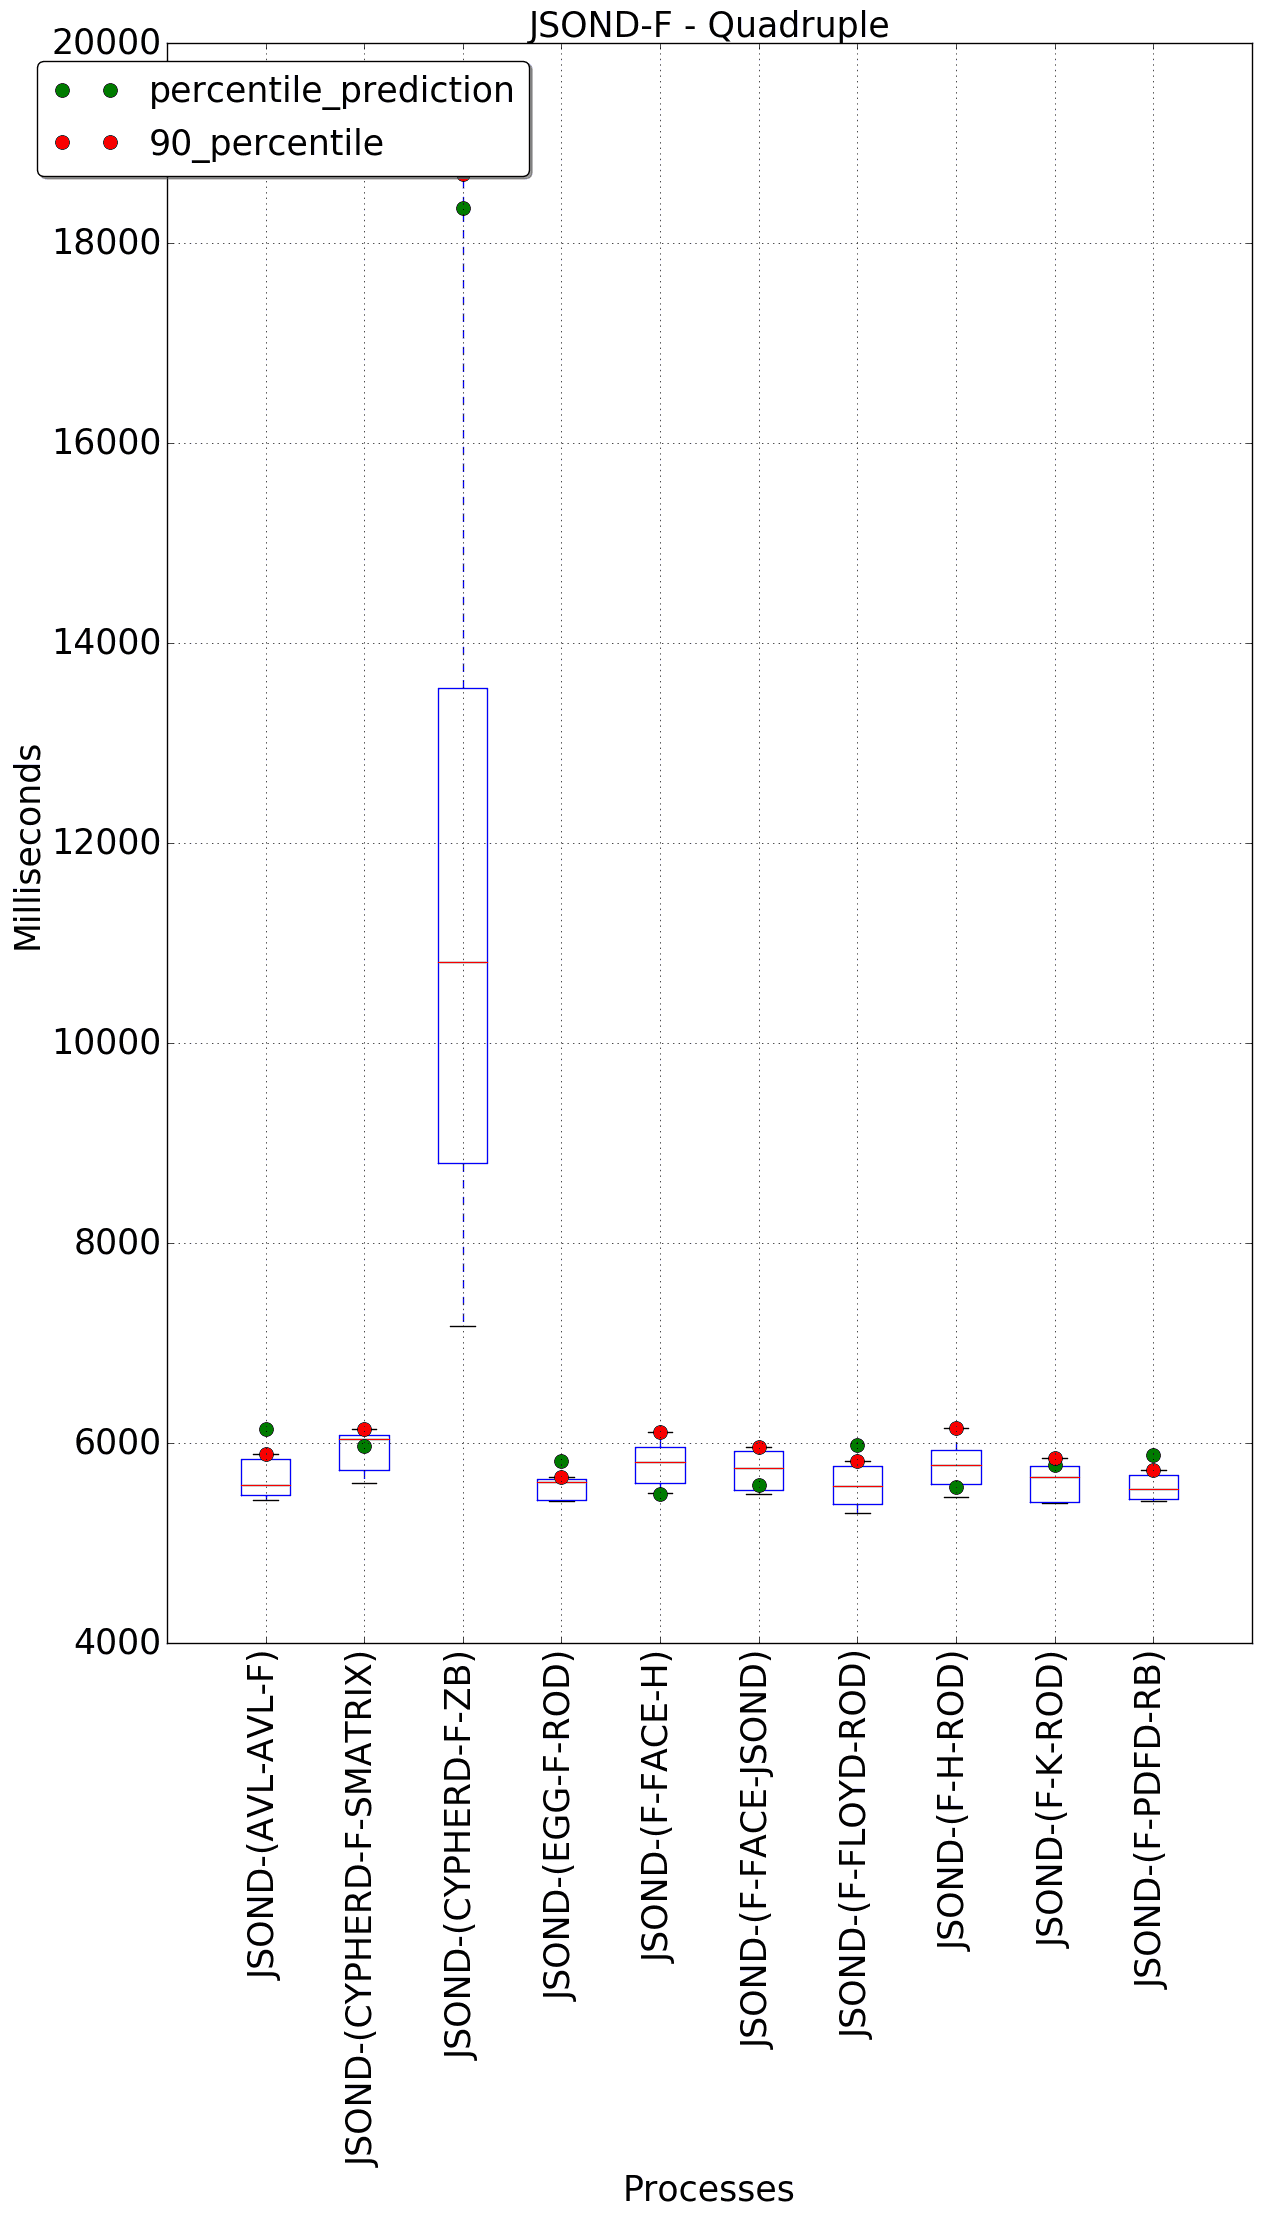 JSOND-F - Quadruple
percentile_prediction
90_percentile
20000
18000
16000
14000
12000
10000
8000
6000
4000
Milliseconds
JSOND-(AVL-AVL-F)
JSOND-(CYPHERD-F-SMATRIX)
JSOND-(CYPHERD-F-ZB)
JSOND-(EGG-F-ROD)
JSOND-(F-FACE-H)
JSOND-(F-FACE-JSOND)
JSOND-(F-FLOYD-ROD)
JSOND-(F-H-ROD)
JSOND-(F-K-ROD)
JSOND-(F-PDFD-RB)
Processes